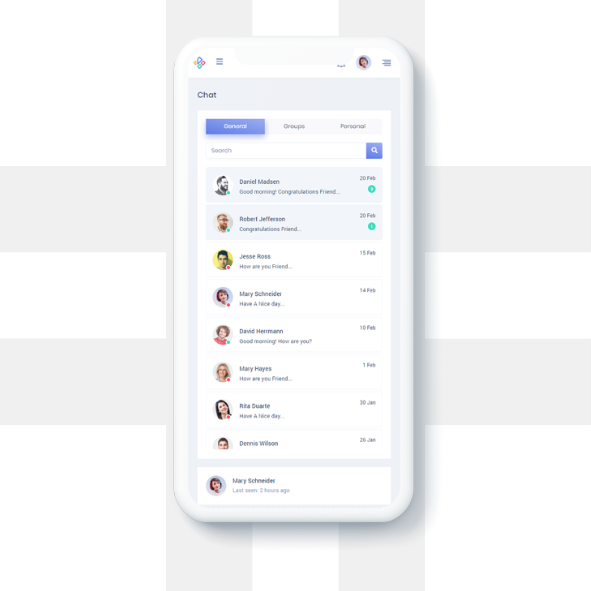 Chat
General Groups Personal
Search
Daniel Madsen 20 Feb
Good morning! Congratulations Friend...
Robert Jefferson 20 Feb
Congratulations Friend...
Jesse Ross 15 Feb
How are you Friend...
Mary Schneider 14 Feb
Have A Nice day...
David Herrmann 10 Feb
Good morning! How are you?
Mary Hayes 1 Feb
How are you Friend...
Rita Duarte 30 Jan
Have A Nice day...
Dennis Wilson 26 Jan
Mary Schneider
Last seen: 2 hours ago